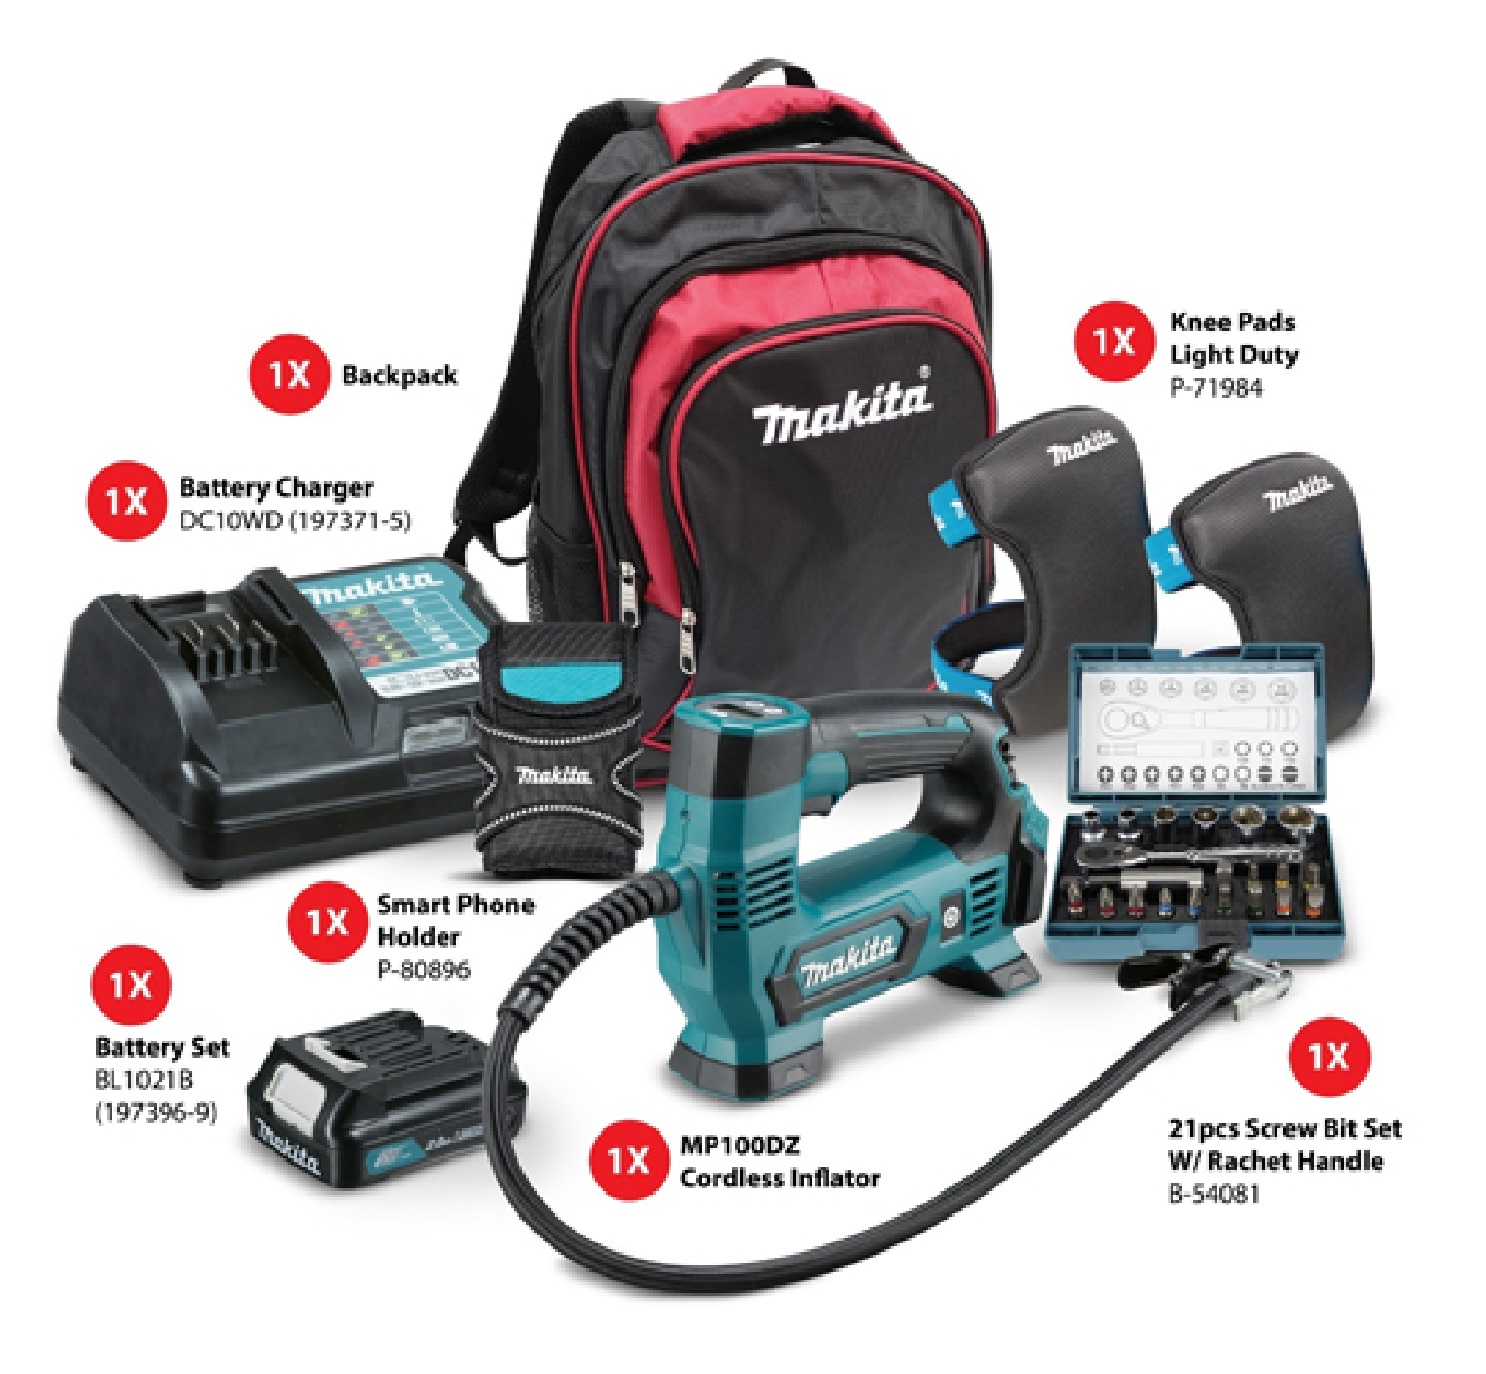 Makita®
1X
Backpack
1X
Knee Pads
Light Duty
P-71984
Makita
Makita
1X
Battery Charger
DC10WD (197371-5)
Makita
Makita
1X
Smart Phone
Holder
P-80896
Makita
1X
Battery Set
BL1021B
(197396-9)
Makita
1X
MP100DZ
Cordless Inflator
1X
21pcs Screw Bit Set
W/ Rachet Handle
B-54081